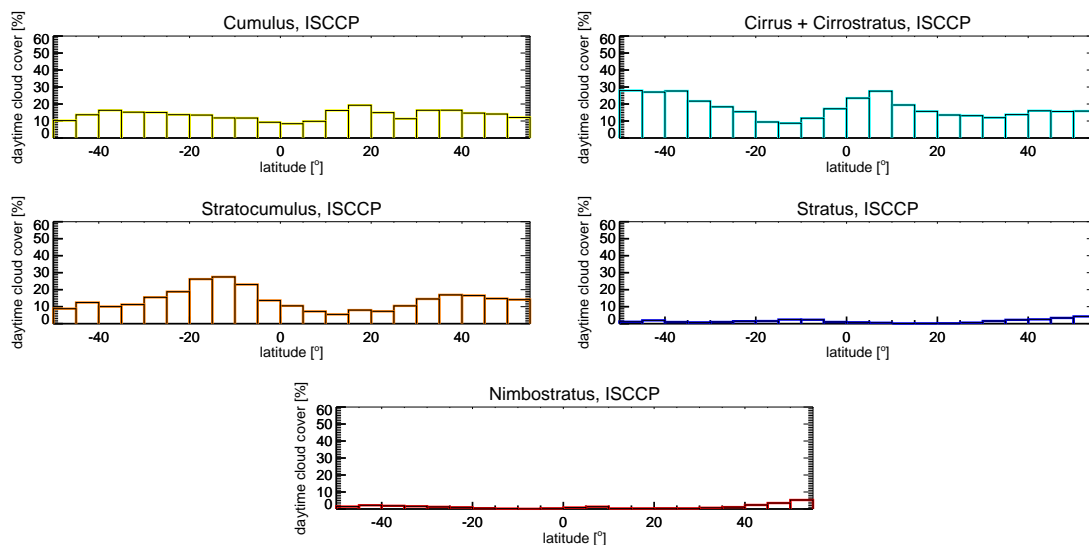 Cumulus, ISCCP
daytime cloud cover [%]
60
50
40
30
20
10
0
-40 -20 0 20 40
latitude [°]
Cirrus + Cirrostratus, ISCCP
daytime cloud cover [%]
60
50
40
30
20
10
0
-40 -20 0 20 40
latitude [°]
Stratocumulus, ISCCP
daytime cloud cover [%]
60
50
40
30
20
10
0
-40 -20 0 20 40
latitude [°]
Stratus, ISCCP
daytime cloud cover [%]
60
50
40
30
20
10
0
-40 -20 0 20 40
latitude [°]
Nimbostratus, ISCCP
daytime cloud cover [%]
60
50
40
30
20
10
0
-40 -20 0 20 40
latitude [°]